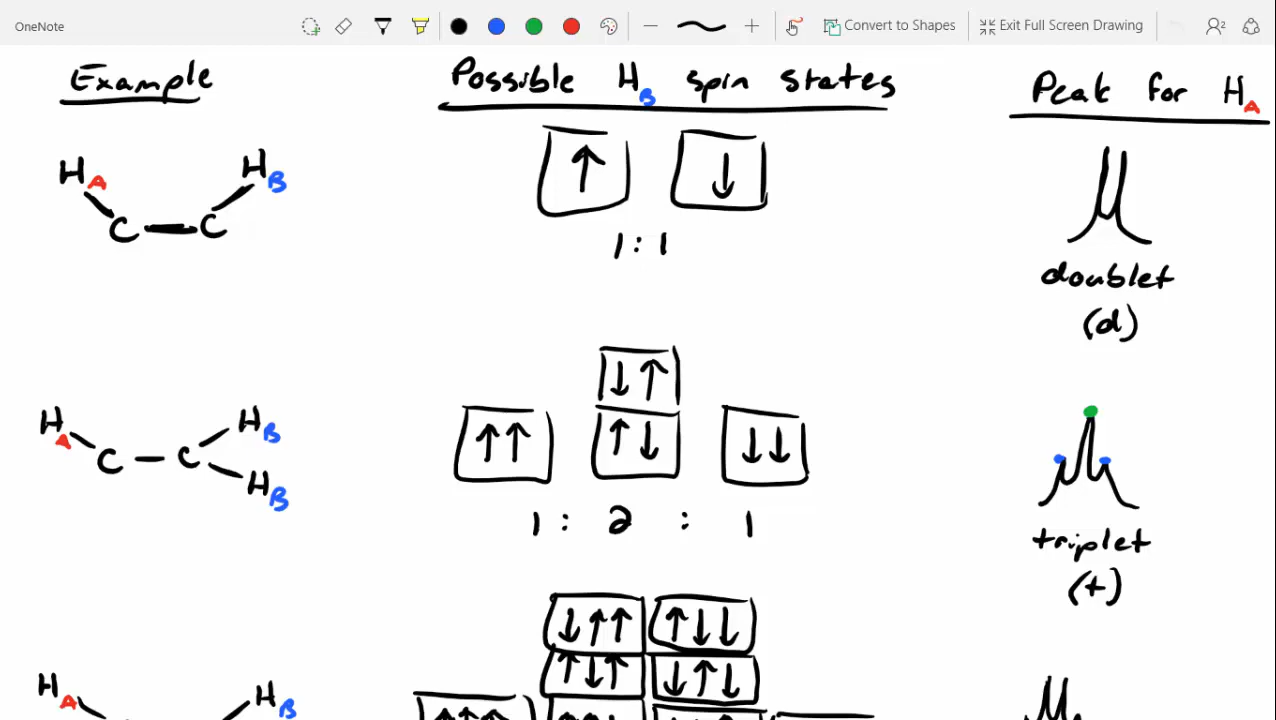 OneNote
Convert to Shapes
Exit Full Screen Drawing
Example
Possible HB spin states
Peak for HA
HA HB
C — C
↑ ↓
1 : 1
doublet
(d)
↓↑
HA HB
↑↑ ↑↓ ↓↓
C — C
HB
1 : 2 : 1
triplet
(t)
↓↑↑ ↑↓↓
↑↓↑ ↓↑↓
HA HB
↑↑↑ ↑↑↓ ↓↓↑